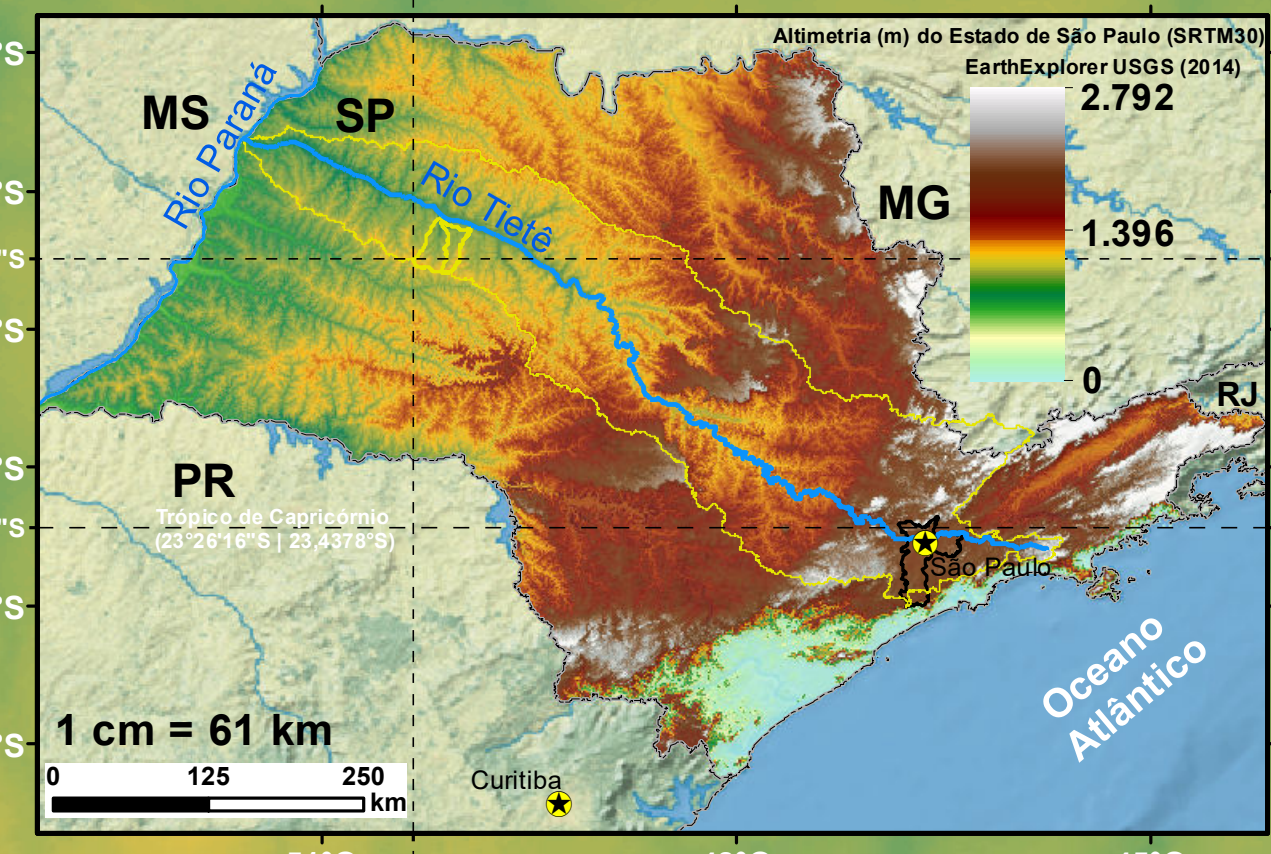 Altimetria (m) do Estado de São Paulo (SRTM30)
EarthExplorer USGS (2014)
2.792
1.396
0
MS
SP
MG
RJ
PR
Rio Paraná
Rio Tietê
Trópico de Capricórnio
(23°26'16"S | 23,4378°S)
São Paulo
Oceano
Atlântico
1 cm = 61 km
0 125 250
km
Curitiba